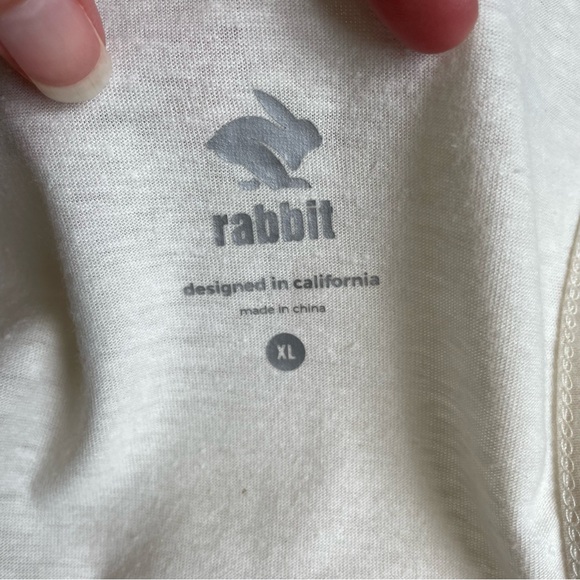 rabbit
designed in california
made in china
XL